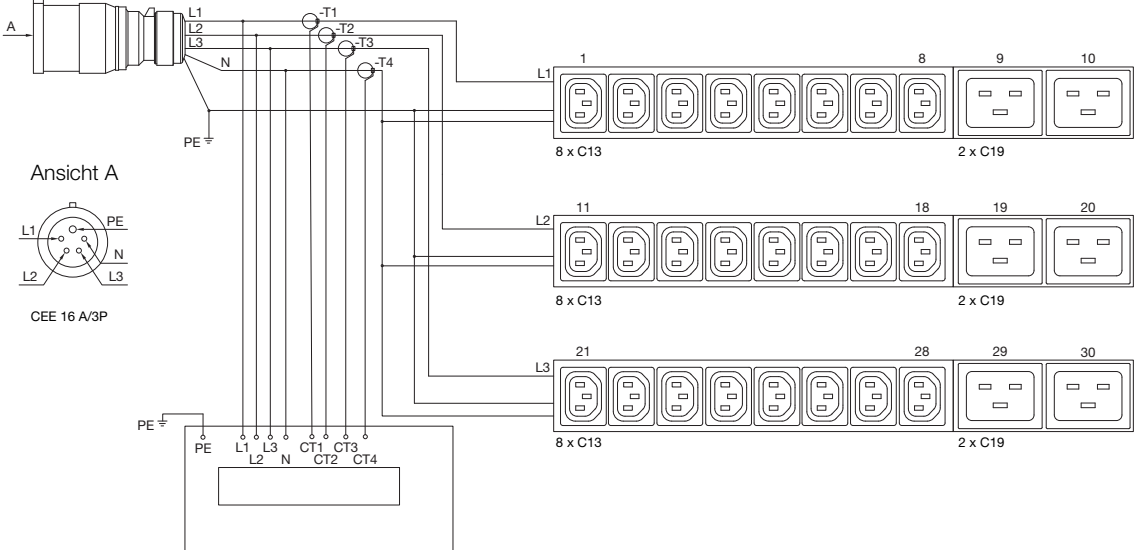 A
L1
L2
L3
N
-T1
-T2
-T3
-T4
PE
L1
1
8
9
10
8 x C13
2 x C19
Ansicht A
L1
PE
N
L2
L3
CEE 16 A/3P
L2
11
18
19
20
8 x C13
2 x C19
L3
21
28
29
30
8 x C13
2 x C19
PE
PE
L1
L2
L3
N
CT1
CT2
CT3
CT4